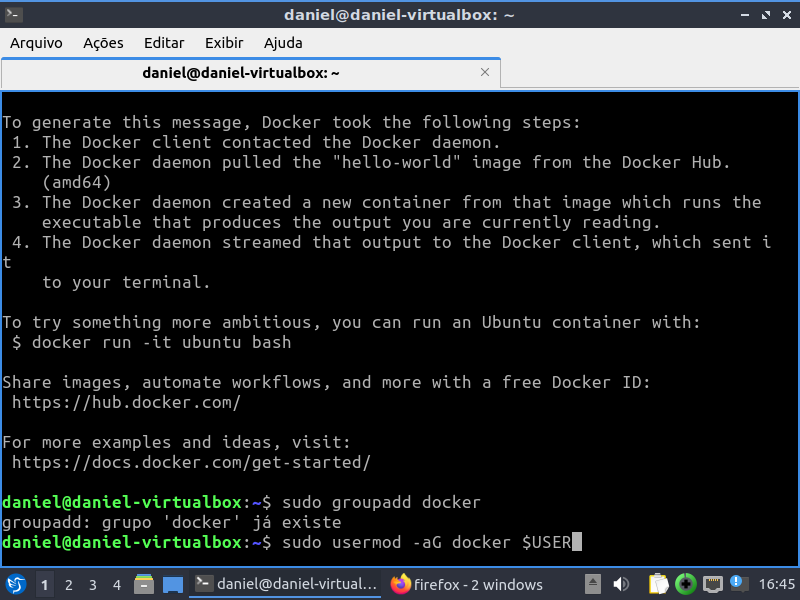 daniel@daniel-virtualbox: ~
Arquivo Ações Editar Exibir Ajuda
daniel@daniel-virtualbox: ~
To generate this message, Docker took the following steps:
1. The Docker client contacted the Docker daemon.
2. The Docker daemon pulled the "hello-world" image from the Docker Hub.
(amd64)
3. The Docker daemon created a new container from that image which runs the
executable that produces the output you are currently reading.
4. The Docker daemon streamed that output to the Docker client, which sent i
t
to your terminal.
To try something more ambitious, you can run an Ubuntu container with:
$ docker run -it ubuntu bash
Share images, automate workflows, and more with a free Docker ID:
https://hub.docker.com/
For more examples and ideas, visit:
https://docs.docker.com/get-started/
daniel@daniel-virtualbox:~$ sudo groupadd docker
groupadd: grupo 'docker' já existe
daniel@daniel-virtualbox:~$ sudo usermod -aG docker $USER
1 2 3 4 daniel@daniel-virtual... firefox - 2 windows 16:45